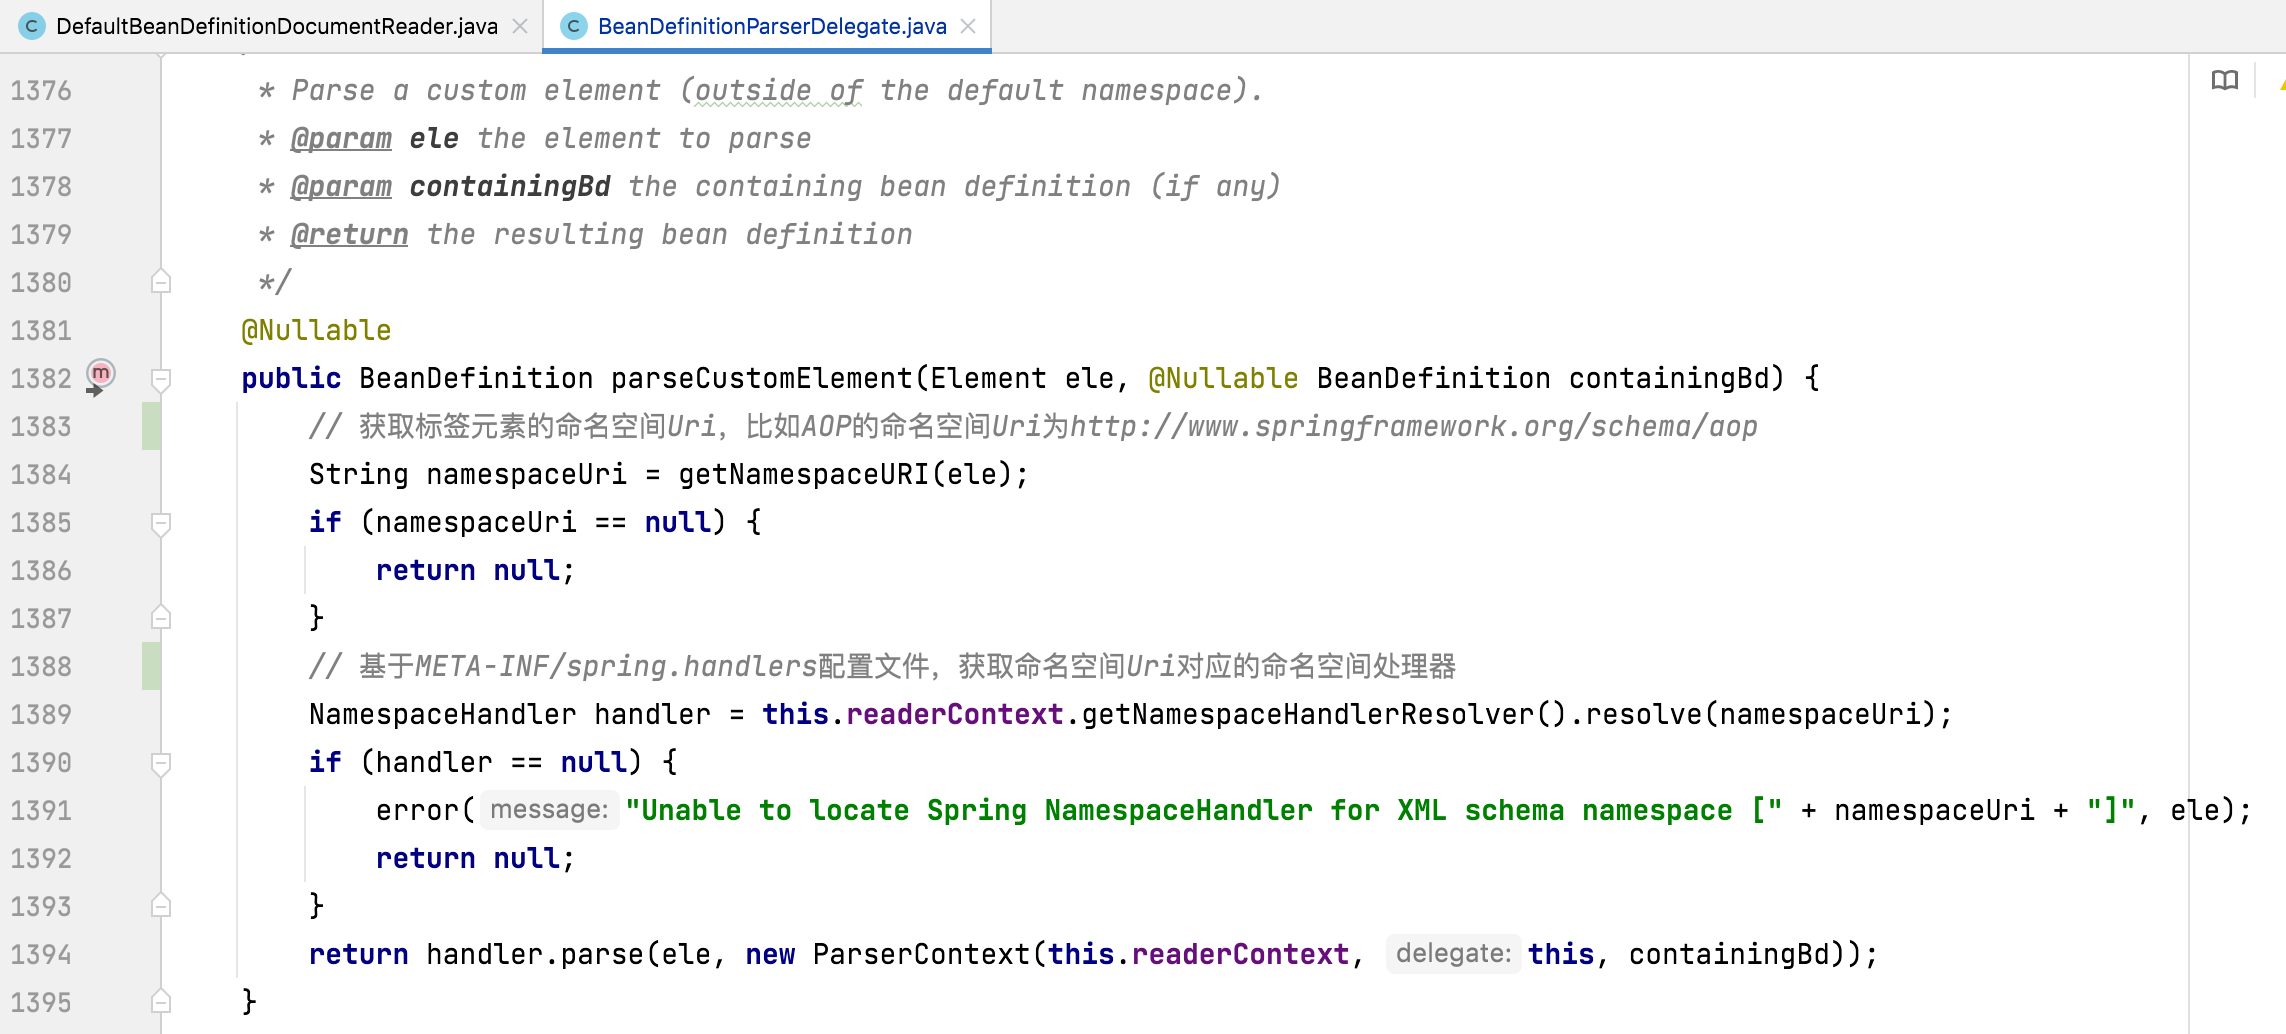 DefaultBeanDefinitionDocumentReader.java BeanDefinitionParserDelegate.java
1376 * Parse a custom element (outside of the default namespace).
1377 * @param ele the element to parse
1378 * @param containingBd the containing bean definition (if any)
1379 * @return the resulting bean definition
1380 */
1381 @Nullable
1382 public BeanDefinition parseCustomElement(Element ele, @Nullable BeanDefinition containingBd) {
1383 // 获取标签元素的命名空间Uri，比如AOP的命名空间Uri为http://www.springframework.org/schema/aop
1384 String namespaceUri = getNamespaceURI(ele);
1385 if (namespaceUri == null) {
1386 return null;
1387 }
1388 // 基于META-INF/spring.handlers配置文件，获取命名空间Uri对应的命名空间处理器
1389 NamespaceHandler handler = this.readerContext.getNamespaceHandlerResolver().resolve(namespaceUri);
1390 if (handler == null) {
1391 error( message: "Unable to locate Spring NamespaceHandler for XML schema namespace [" + namespaceUri + "]", ele);
1392 return null;
1393 }
1394 return handler.parse(ele, new ParserContext(this.readerContext, delegate: this, containingBd));
1395 }